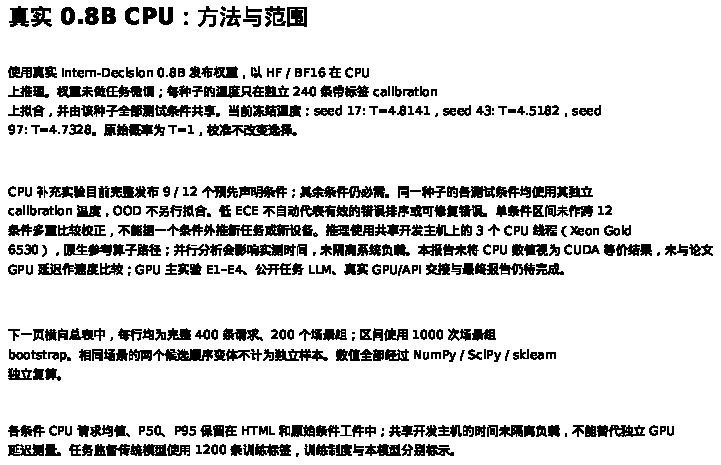 真实 0.8B CPU：方法与范围
使用真实 Intern-Decision 0.8B 发布权重，以 HF / BF16 在 CPU
上推理。权重未做任务微调；每种子的温度只在独立 240 条带标签 calibration
上拟合，并由该种子全部测试条件共享。当前冻结温度：seed 17: T=4.8141，seed 43: T=4.5182，seed
97: T=4.7328。原始概率为 T=1，校准不改变选择。
CPU 补充实验目前完整发布 9 / 12 个预先声明条件；其余条件仍必需。同一种子的各测试条件均使用其独立
calibration 温度，OOD 不另行拟合。低 ECE 不自动代表有效的错误排序或可修复错误。单条件区间未作跨 12
条件多重比较校正，不能据一个条件外推新任务或新设备。推理使用共享开发主机上的 3 个 CPU 线程（Xeon Gold
6530），原生参考算子路径；并行分析会影响实测时间，未隔离系统负载。本报告未将 CPU 数值视为 CUDA 等价结果，未与论文
GPU 延迟作速度比较；GPU 主实验 E1–E4、公开任务 LLM、真实 GPU/API 交接与最终报告仍待完成。
下一页横向总表中，每行均为完整 400 条请求、200 个场景组；区间使用 1000 次场景组
bootstrap。相同场景的两个候选顺序变体不计为独立样本。数值全部经过 NumPy / SciPy / sklearn
独立复算。
各条件 CPU 请求均值、P50、P95 保留在 HTML 和原始条件工件中；共享开发主机的时间未隔离负载，不能替代独立 GPU
延迟测量。任务监督传统模型使用 1200 条训练标签，训练制度与本模型分别标示。